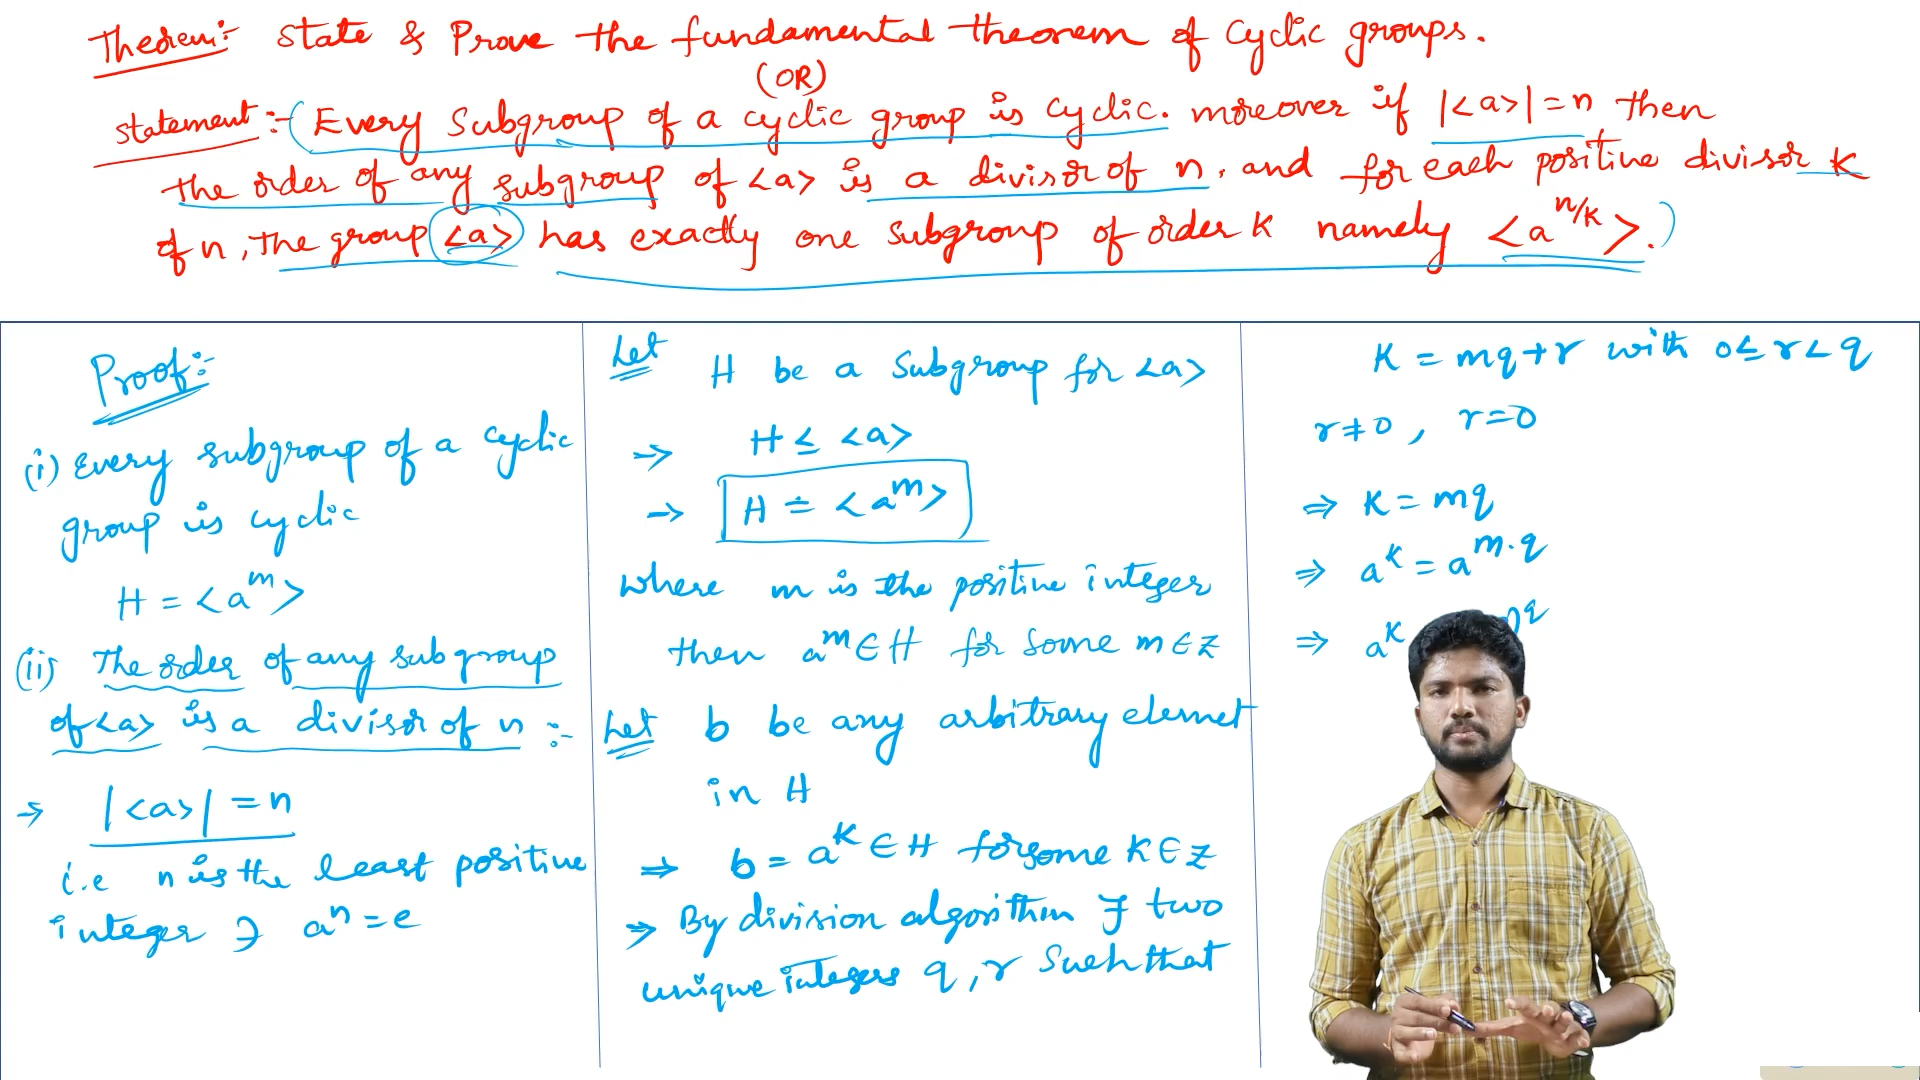 Theorem:- State & Prove the fundamental theorem of Cyclic groups.
(OR)
Statement:- (Every Subgroup of a cyclic group is cyclic. moreover if |<a>|=n then
the order of any subgroup of <a> is a divisor of n, and for each positive divisor K
of n, the group <a> has exactly one subgroup of order K namely <a^n/K>.)
Proof:-
(i) Every subgroup of a cyclic
group is cyclic
H = <a^m>
(ii) The order of any subgroup
of <a> is a divisor of n :-
→ |<a>| = n
i.e n is the least positive
integer ∋ a^n = e
Let H be a Subgroup for <a>
→ H ≤ <a>
→ H = <a^m>
where m is the positive integer
then a^m ∈ H for some m ∈ Z
Let b be any arbitrary elemet
in H
⇒ b = a^K ∈ H for some K ∈ Z
⇒ By division algorithm ∃ two
unique integers q, r Such that
K = mq + r with 0 ≤ r < q
r ≠ 0, r = 0
⇒ K = mq
⇒ a^K = a^m.q
⇒ a^K